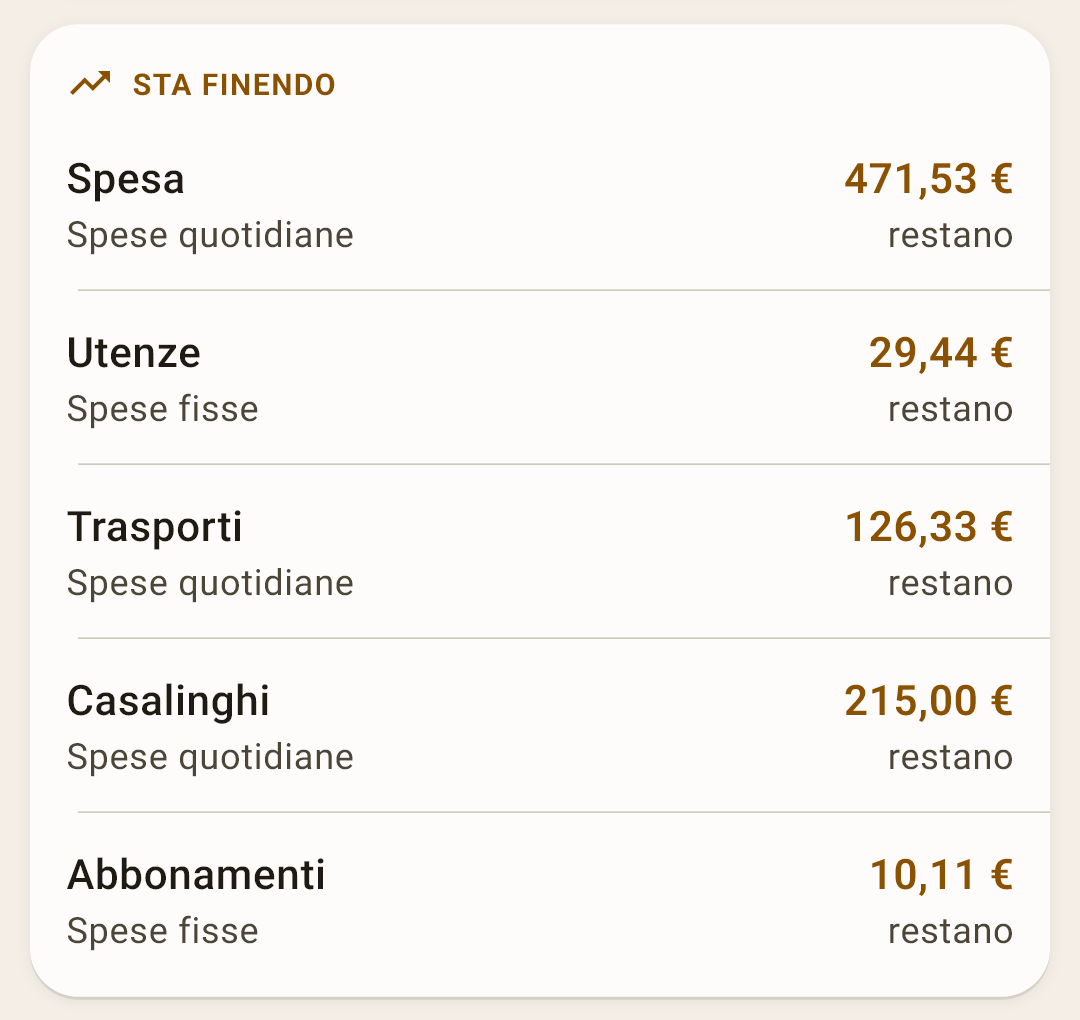 STA FINENDO
Spesa 471,53 €
Spese quotidiane restano
Utenze 29,44 €
Spese fisse restano
Trasporti 126,33 €
Spese quotidiane restano
Casalinghi 215,00 €
Spese quotidiane restano
Abbonamenti 10,11 €
Spese fisse restano